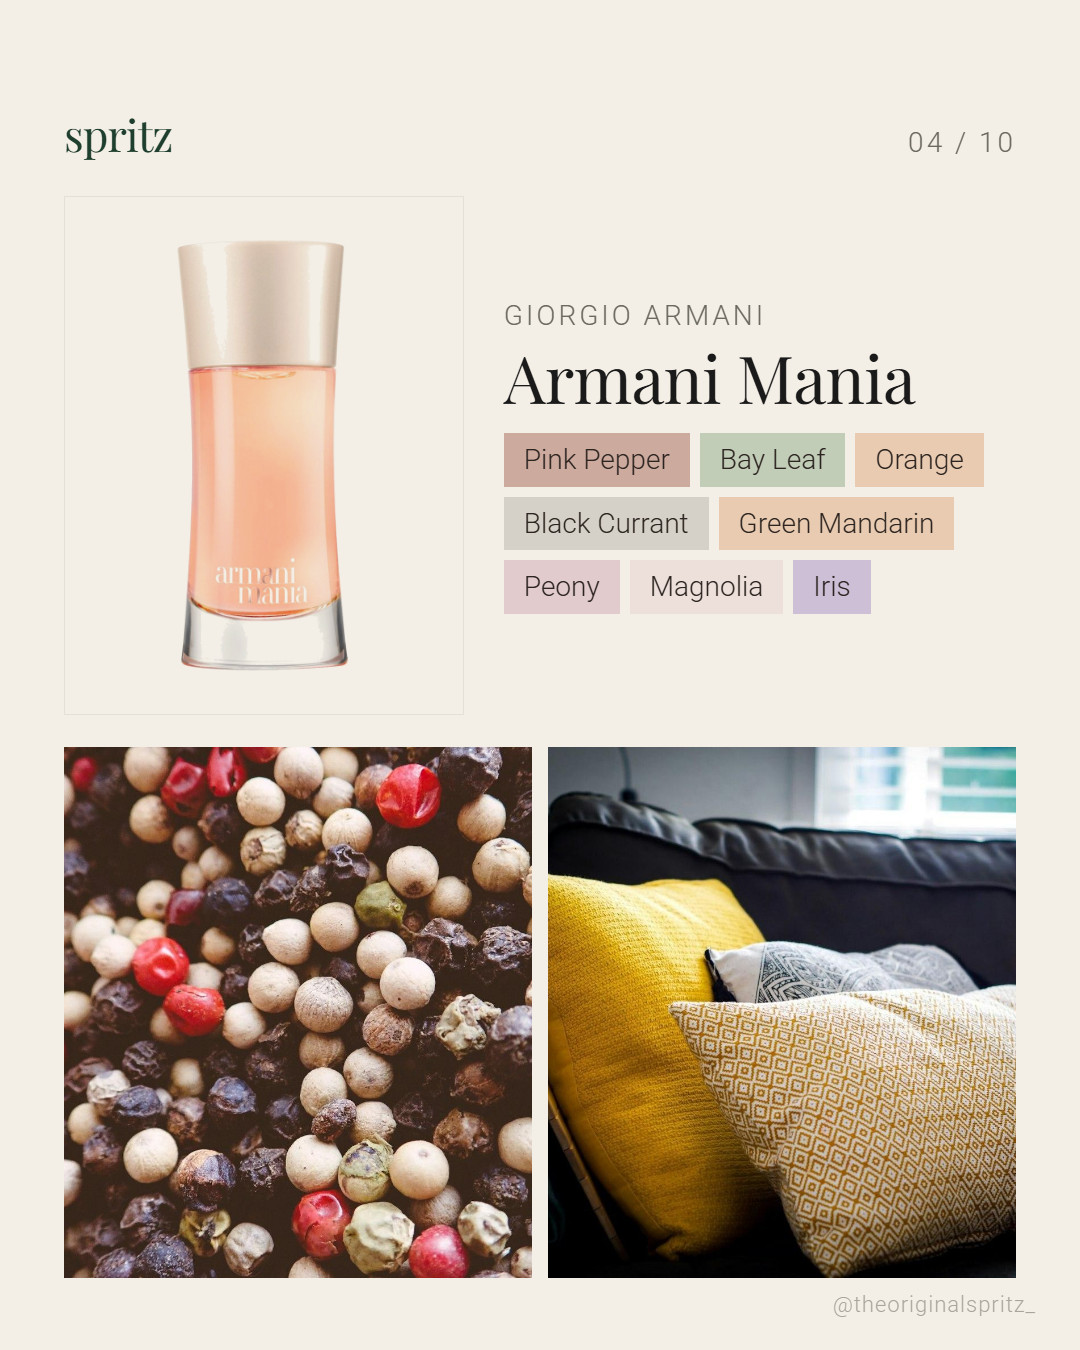 spritz
04 / 10
GIORGIO ARMANI
Armani Mania
Pink Pepper Bay Leaf Orange
Black Currant Green Mandarin
Peony Magnolia Iris
armani
mania
@theoriginalspritz_